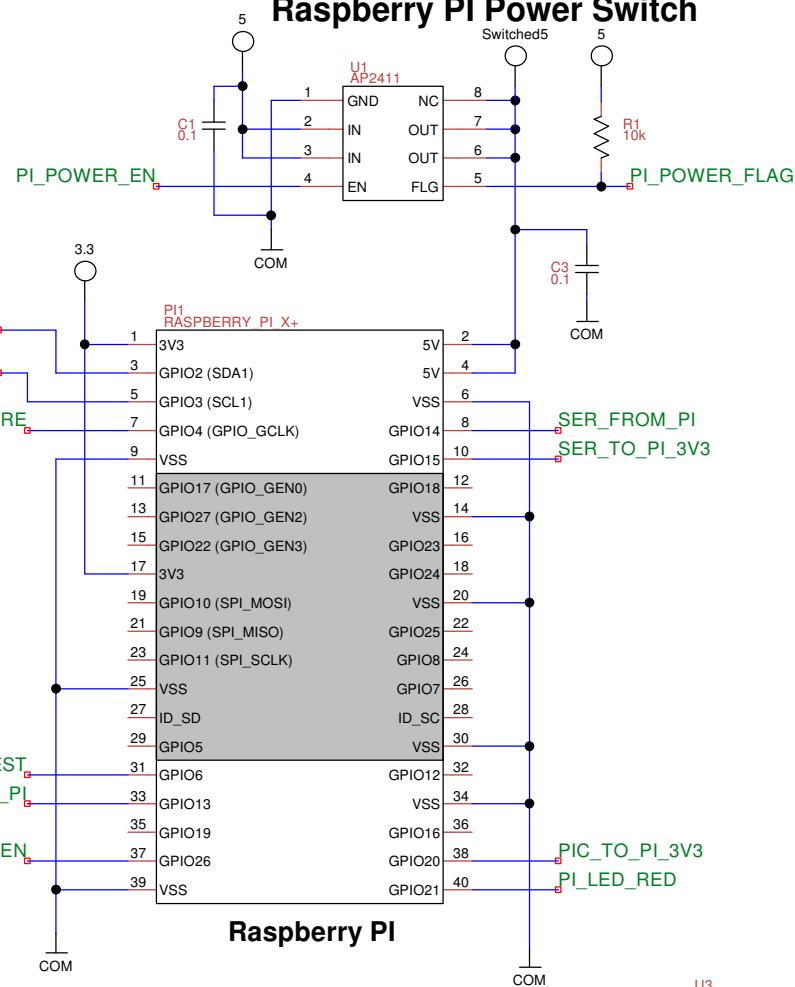 Raspberry PI Power Switch
5
Switched5
5
U1
AP2411
1 GND NC 8
C1
0.1
2 IN OUT 7
R1
10k
3 IN OUT 6
PI_POWER_EN 4 EN FLG 5 PI_POWER_FLAG
COM
3.3
C3
0.1
COM
PI1
RASPBERRY_PI_X+
1 3V3 5V 2
3 GPIO2 (SDA1) 5V 4
5 GPIO3 (SCL1) VSS 6
RE 7 GPIO4 (GPIO_GCLK) GPIO14 8 SER_FROM_PI
9 VSS GPIO15 10 SER_TO_PI_3V3
11 GPIO17 (GPIO_GEN0) GPIO18 12
13 GPIO27 (GPIO_GEN2) VSS 14
15 GPIO22 (GPIO_GEN3) GPIO23 16
17 3V3 GPIO24 18
19 GPIO10 (SPI_MOSI) VSS 20
21 GPIO9 (SPI_MISO) GPIO25 22
23 GPIO11 (SPI_SCLK) GPIO8 24
25 VSS GPIO7 26
27 ID_SD ID_SC 28
29 GPIO5 VSS 30
EST 31 GPIO6 GPIO12 32
_PI 33 GPIO13 VSS 34
35 GPIO19 GPIO16 36
EN 37 GPIO26 GPIO20 38 PIC_TO_PI_3V3
39 VSS GPIO21 40 PI_LED_RED
Raspberry PI
COM
COM
U3